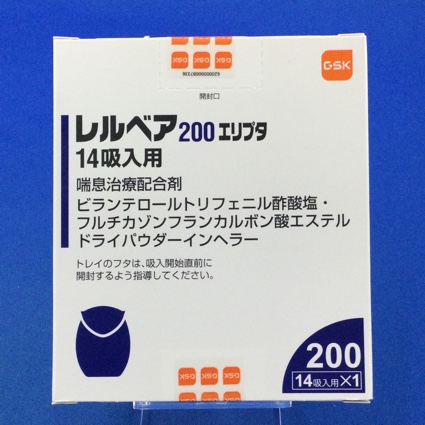 GSK
開封口
レルベア200エリプタ
14吸入用
喘息治療配合剤
ビランテロールトリフェニル酢酸塩・
フルチカゾンフランカルボン酸エステル
ドライパウダーインヘラー
トレイのフタは、吸入開始直前に
開封するよう指導してください。
200
14吸入用×1
GSK GSK GSK